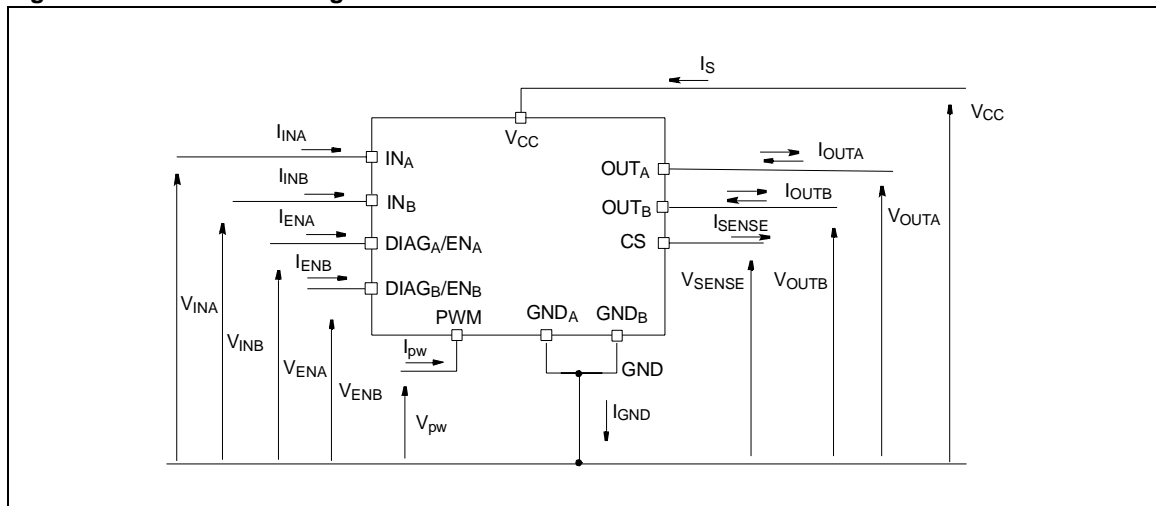 I_S
V_CC
V_CC
I_INA
IN_A
I_OUTA
OUT_A
I_INB
IN_B
I_OUTB
OUT_B
I_ENA
I_SENSE
DIAG_A/EN_A
CS
V_OUTA
I_ENB
DIAG_B/EN_B
V_SENSE
V_OUTB
V_INA
PWM
GND_A
GND_B
V_INB
I_pw
GND
V_ENA
V_ENB
I_GND
V_pw